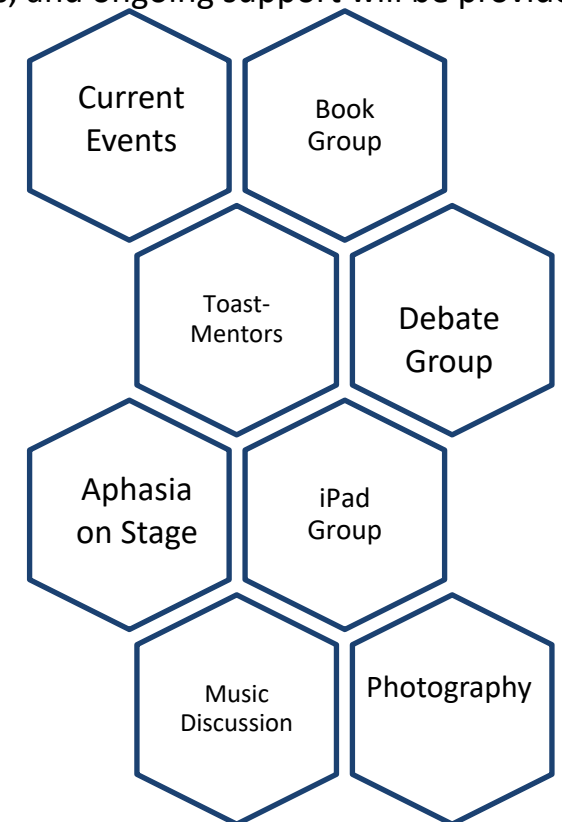 , and ongoing support will be provide
Current
Events
Book
Group
Toast-
Mentors
Debate
Group
Aphasia
on Stage
iPad
Group
Music
Discussion
Photography